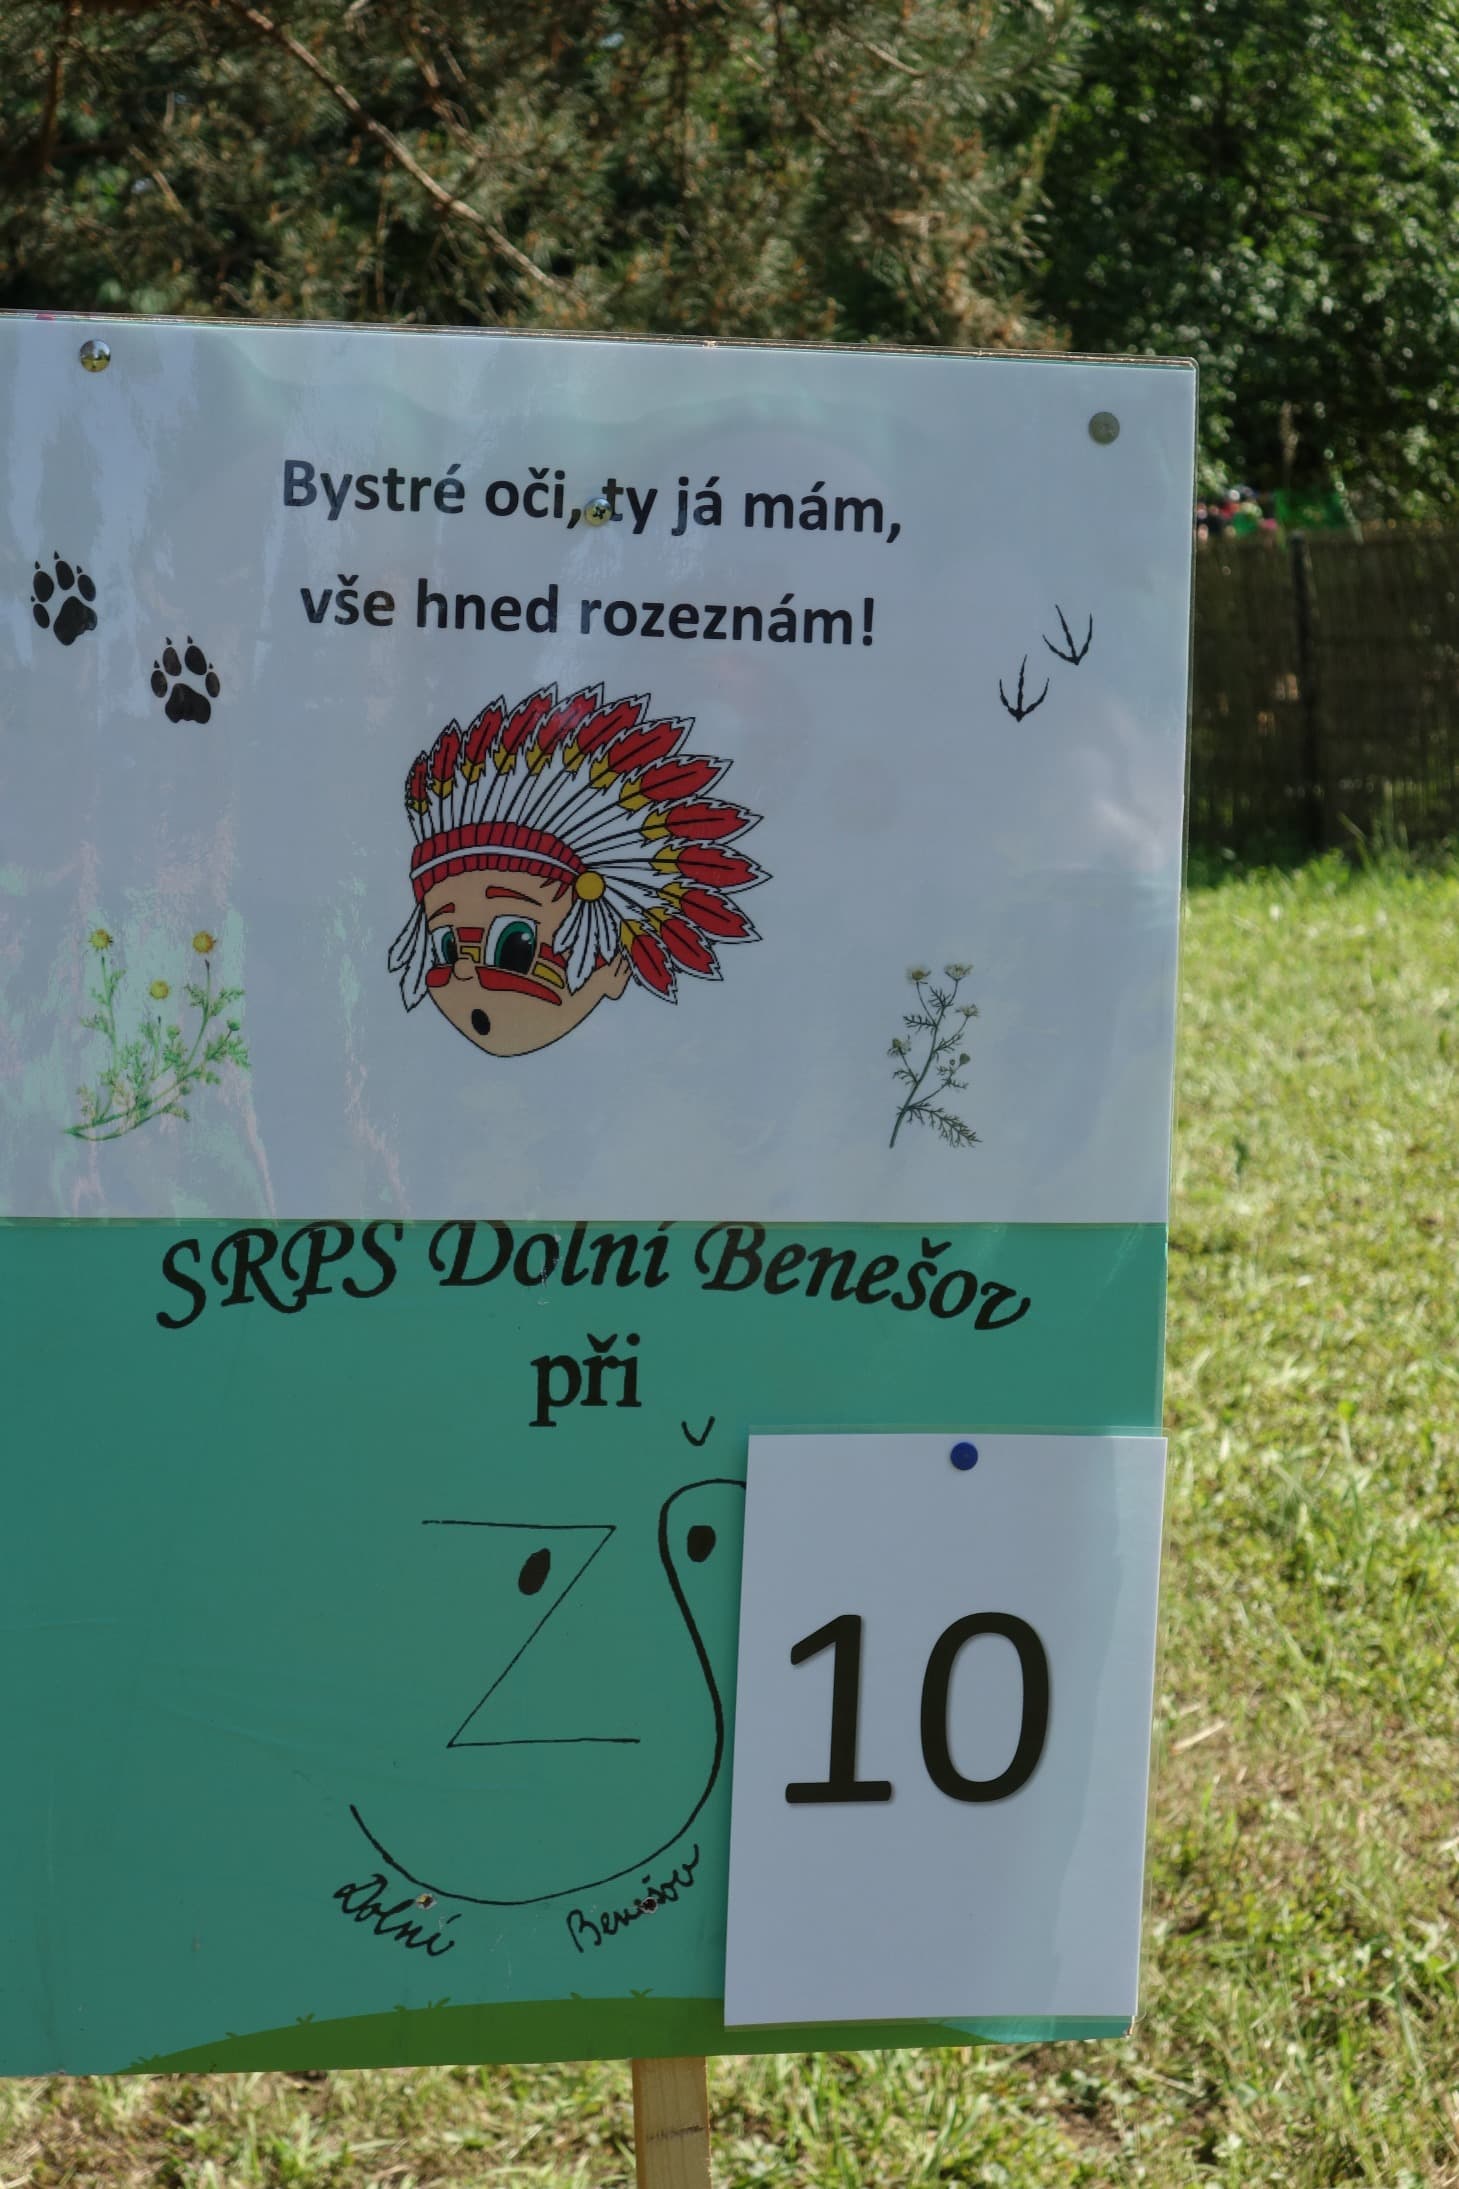 Bystré oči, ty já mám,
vše hned rozeznám!
SRPS Dolní Benešov
při
ZŠ
Dolní Benešov
10